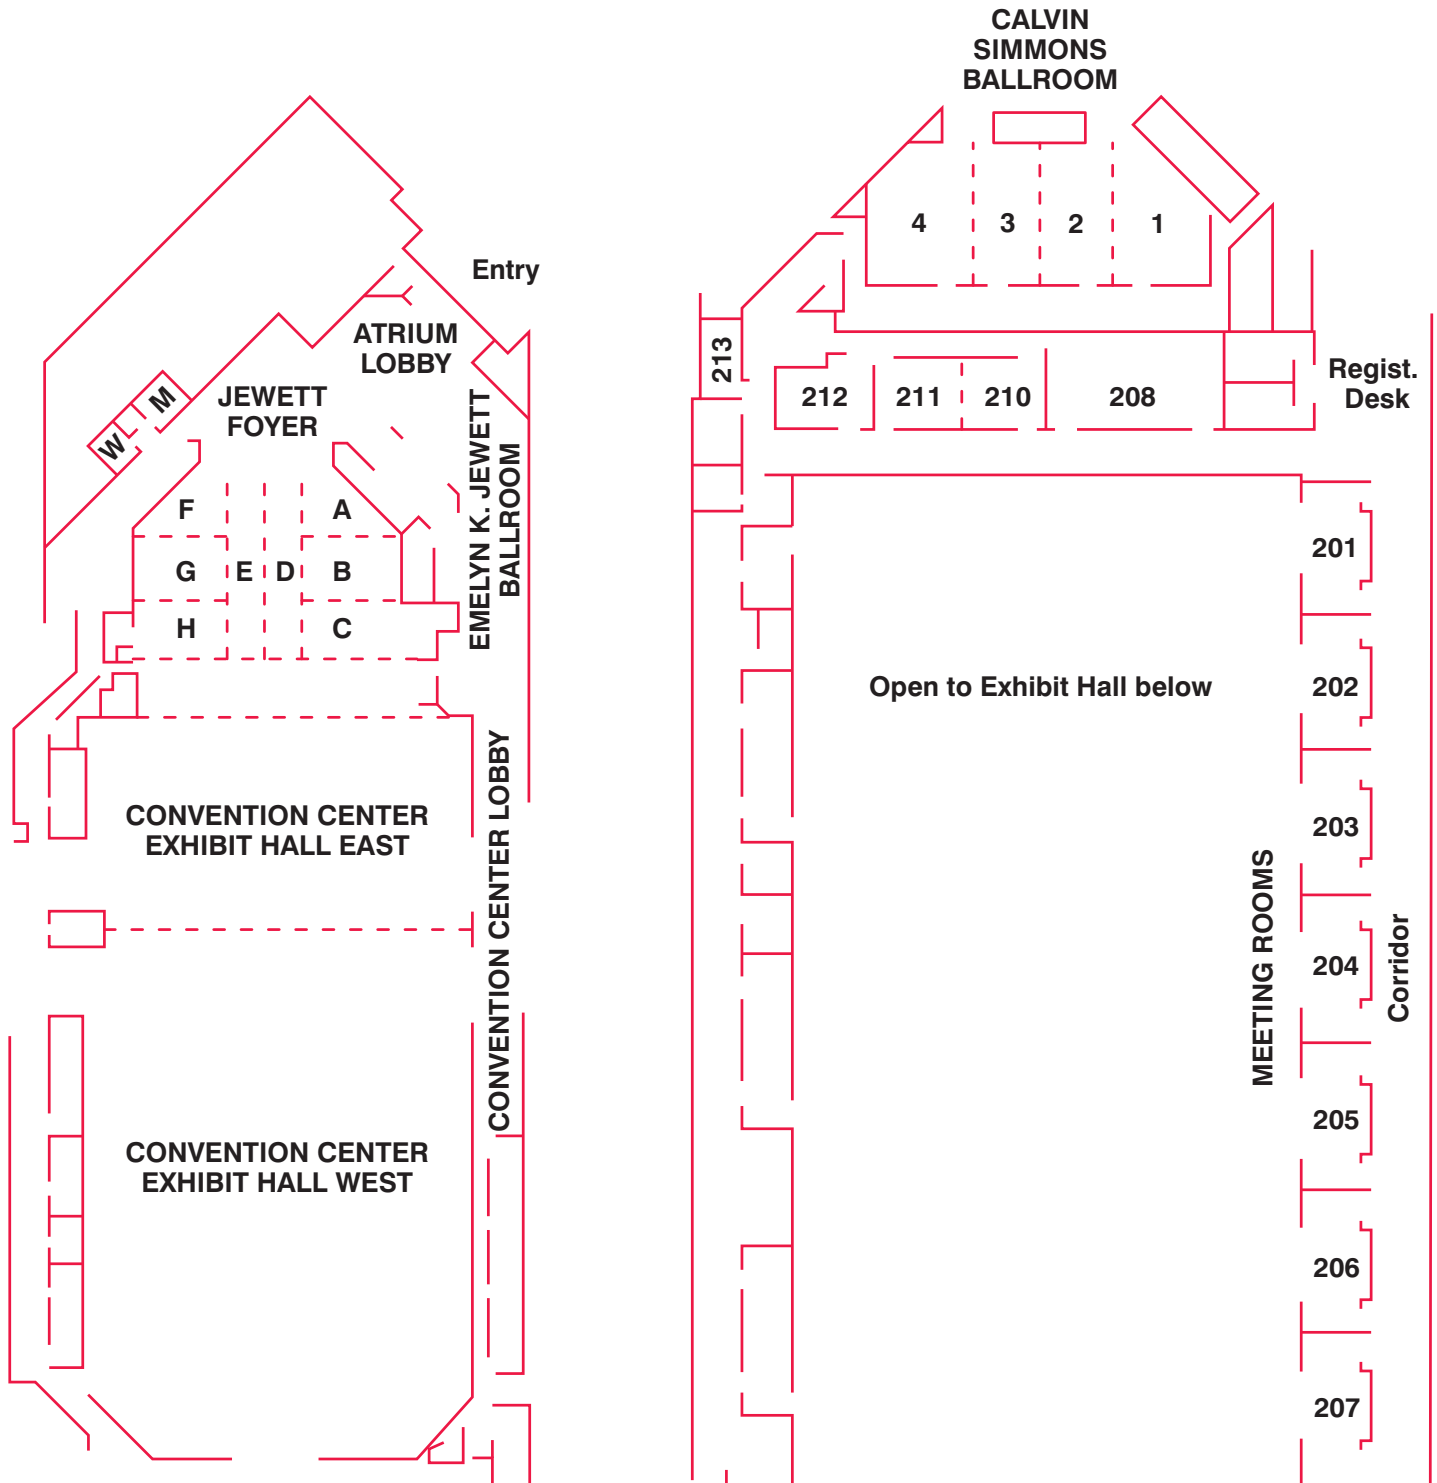 CALVIN
SIMMONS
BALLROOM
4
3
2
1
Entry
ATRIUM
LOBBY
JEWETT
FOYER
M
W
EMELYN K. JEWETT
BALLROOM
F
A
G
E
D
B
H
C
CONVENTION CENTER
EXHIBIT HALL EAST
CONVENTION CENTER LOBBY
CONVENTION CENTER
EXHIBIT HALL WEST
213
212
211
210
208
Regist.
Desk
Open to Exhibit Hall below
MEETING ROOMS
Corridor
201
202
203
204
205
206
207